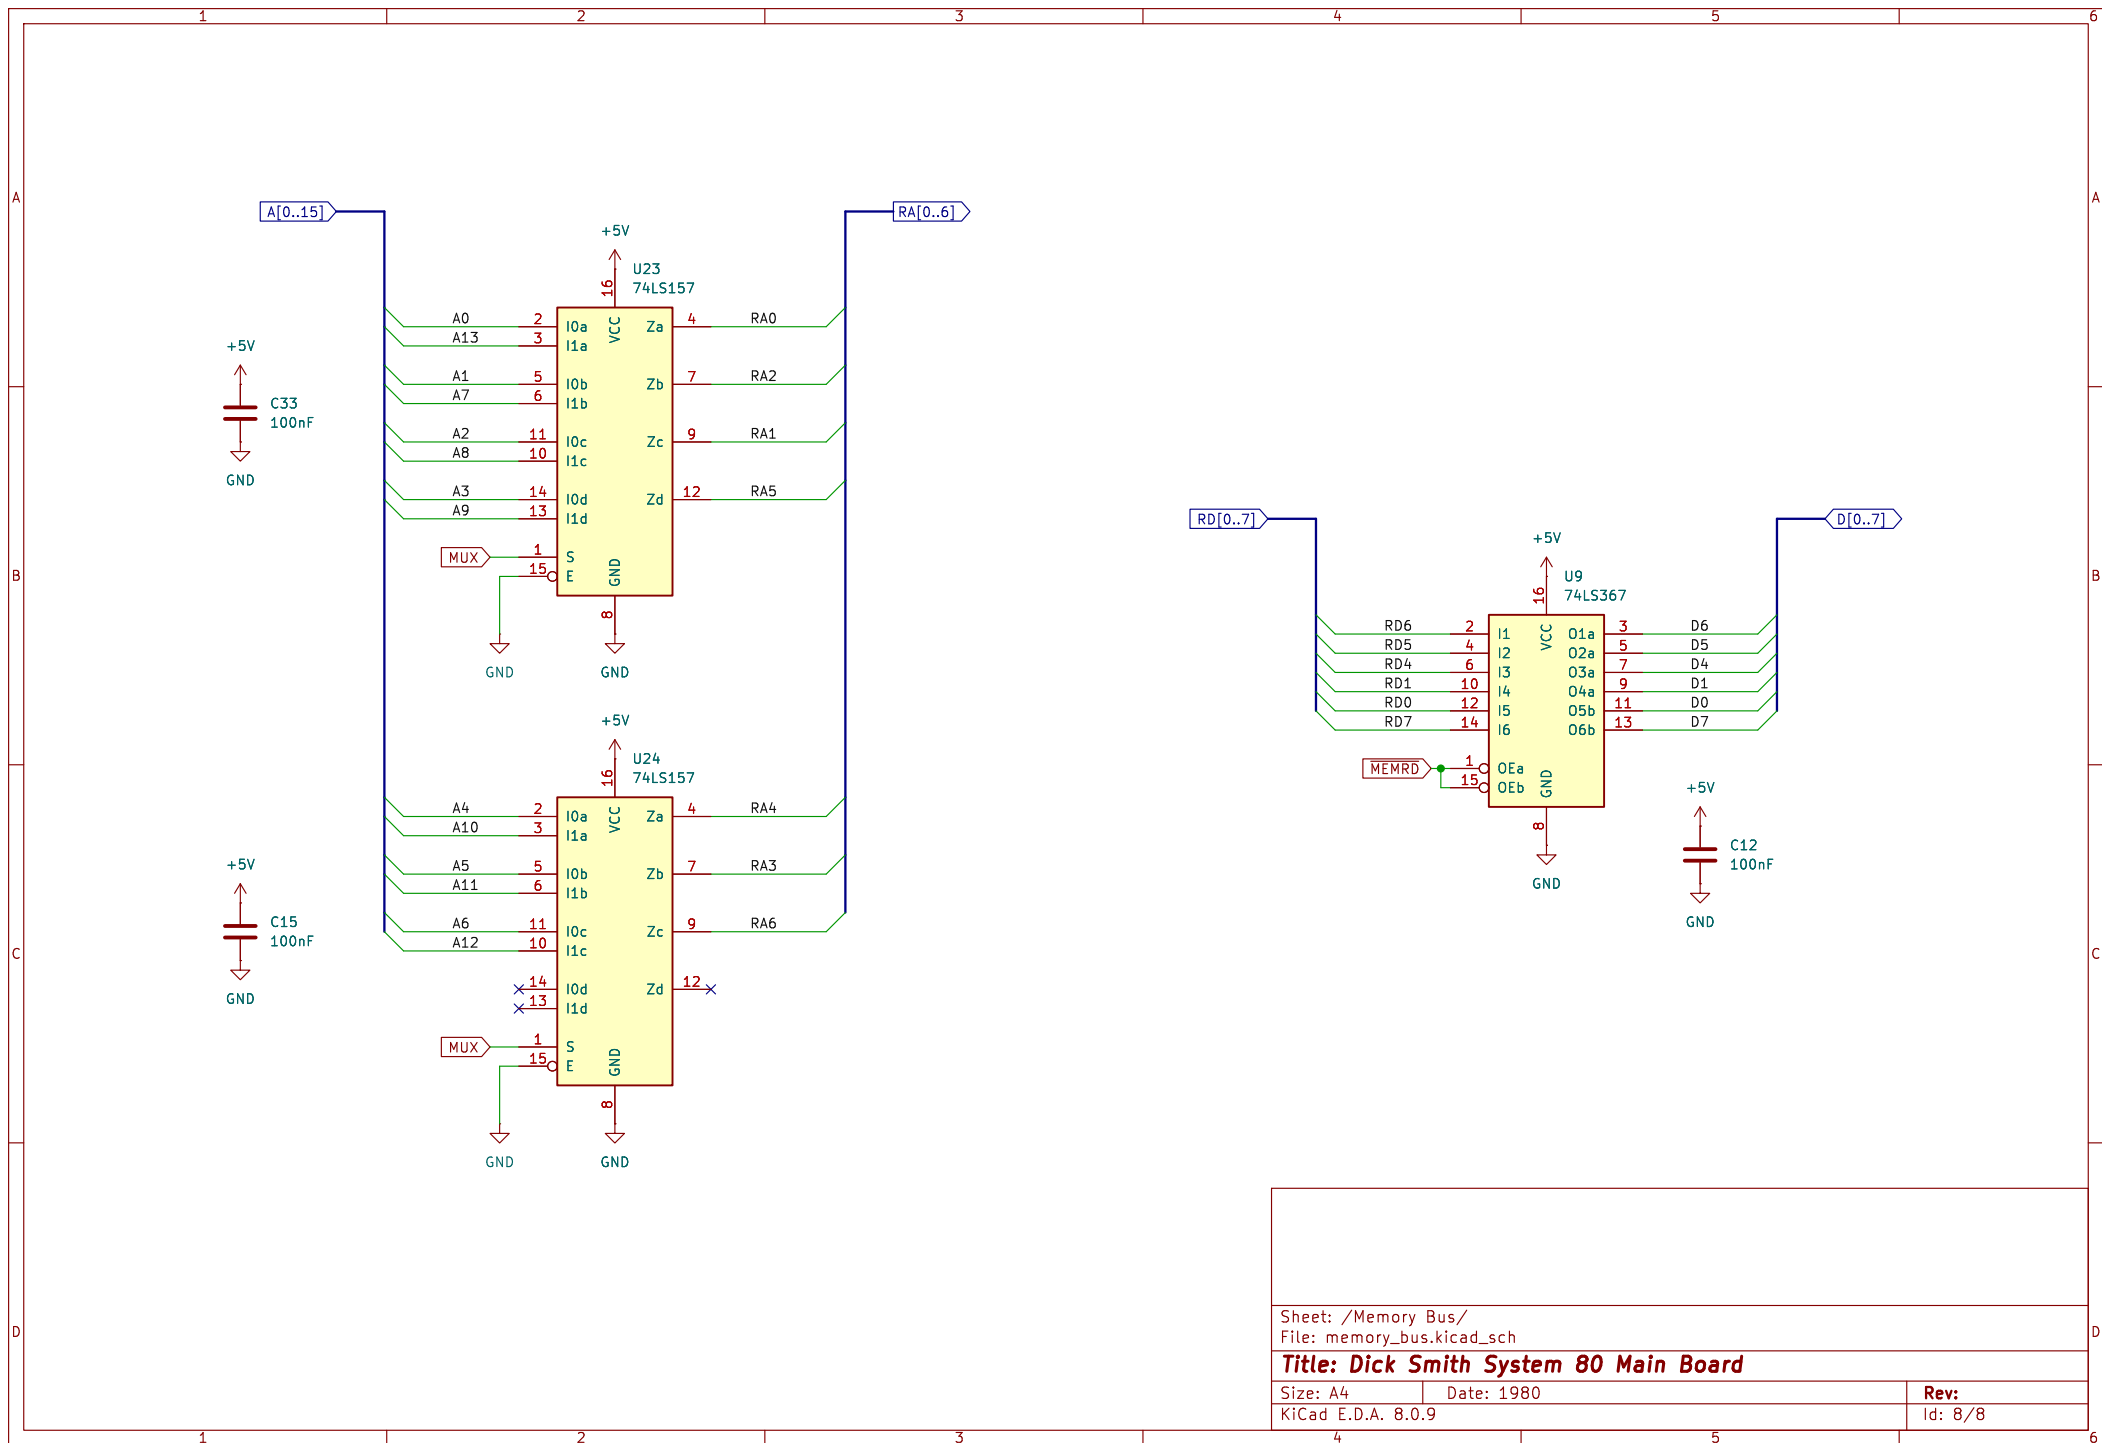 1 2 3 4 5 6
A A
B B
C C
D D
A[0..15]
RA[0..6]
+5V
U23
74LS157
16
VCC
A0 2 I0a Za 4 RA0
A13 3 I1a
A1 5 I0b Zb 7 RA2
A7 6 I1b
A2 11 I0c Zc 9 RA1
A8 10 I1c
A3 14 I0d Zd 12 RA5
A9 13 I1d
MUX 1 S
15 E
GND
8
GND
GND
+5V
C33
100nF
GND
+5V
U24
74LS157
16
VCC
A4 2 I0a Za 4 RA4
A10 3 I1a
A5 5 I0b Zb 7 RA3
A11 6 I1b
A6 11 I0c Zc 9 RA6
A12 10 I1c
14 I0d Zd 12
13 I1d
MUX 1 S
15 E
GND
8
GND
GND
+5V
C15
100nF
GND
RD[0..7]
D[0..7]
+5V
U9
74LS367
16
VCC
RD6 2 I1 O1a 3 D6
RD5 4 I2 O2a 5 D5
RD4 6 I3 O3a 7 D4
RD1 10 I4 O4a 9 D1
RD0 12 I5 O5b 11 D0
RD7 14 I6 O6b 13 D7
MEMRD 1 OEa
15 OEb
GND
8
GND
+5V
C12
100nF
GND
Sheet: /Memory Bus/
File: memory_bus.kicad_sch
Title: Dick Smith System 80 Main Board
Size: A4 Date: 1980 Rev:
KiCad E.D.A. 8.0.9 Id: 8/8
1 2 3 4 5 6